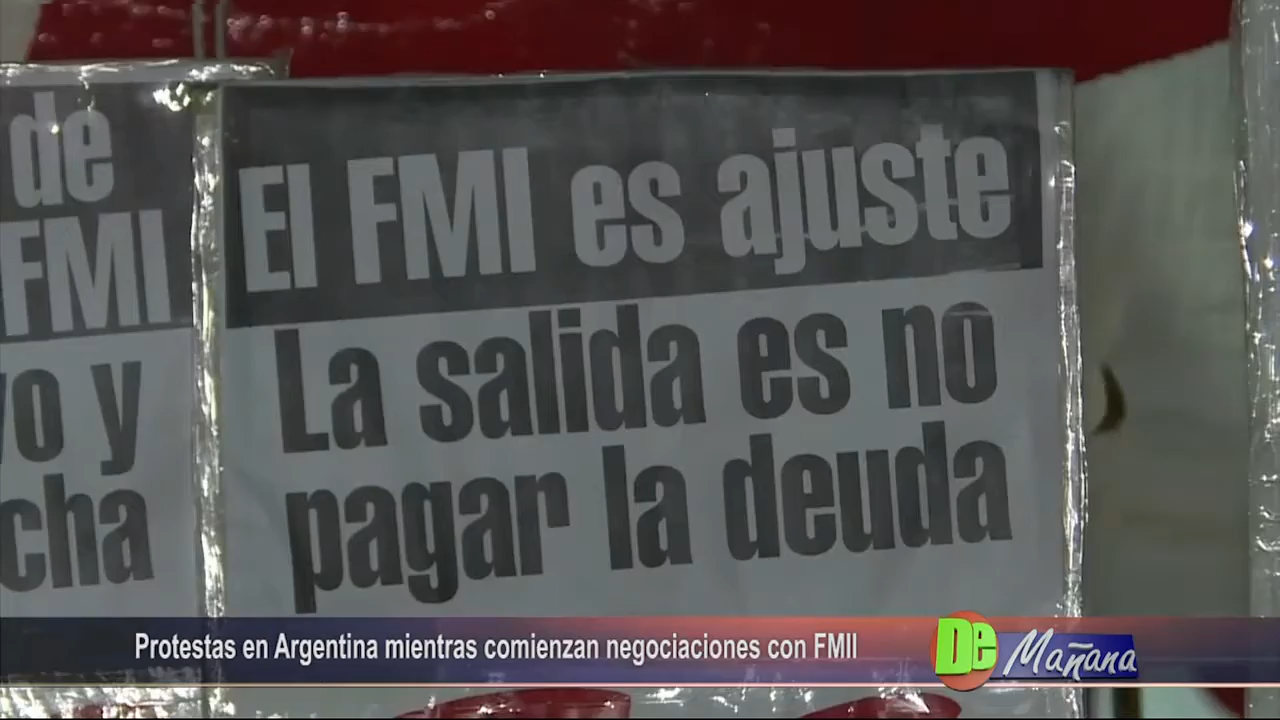 de
FMI
o y
cha
El FMI es ajuste
La salida es no
pagar la deuda
Protestas en Argentina mientras comienzan negociaciones con FMII
De Mañana